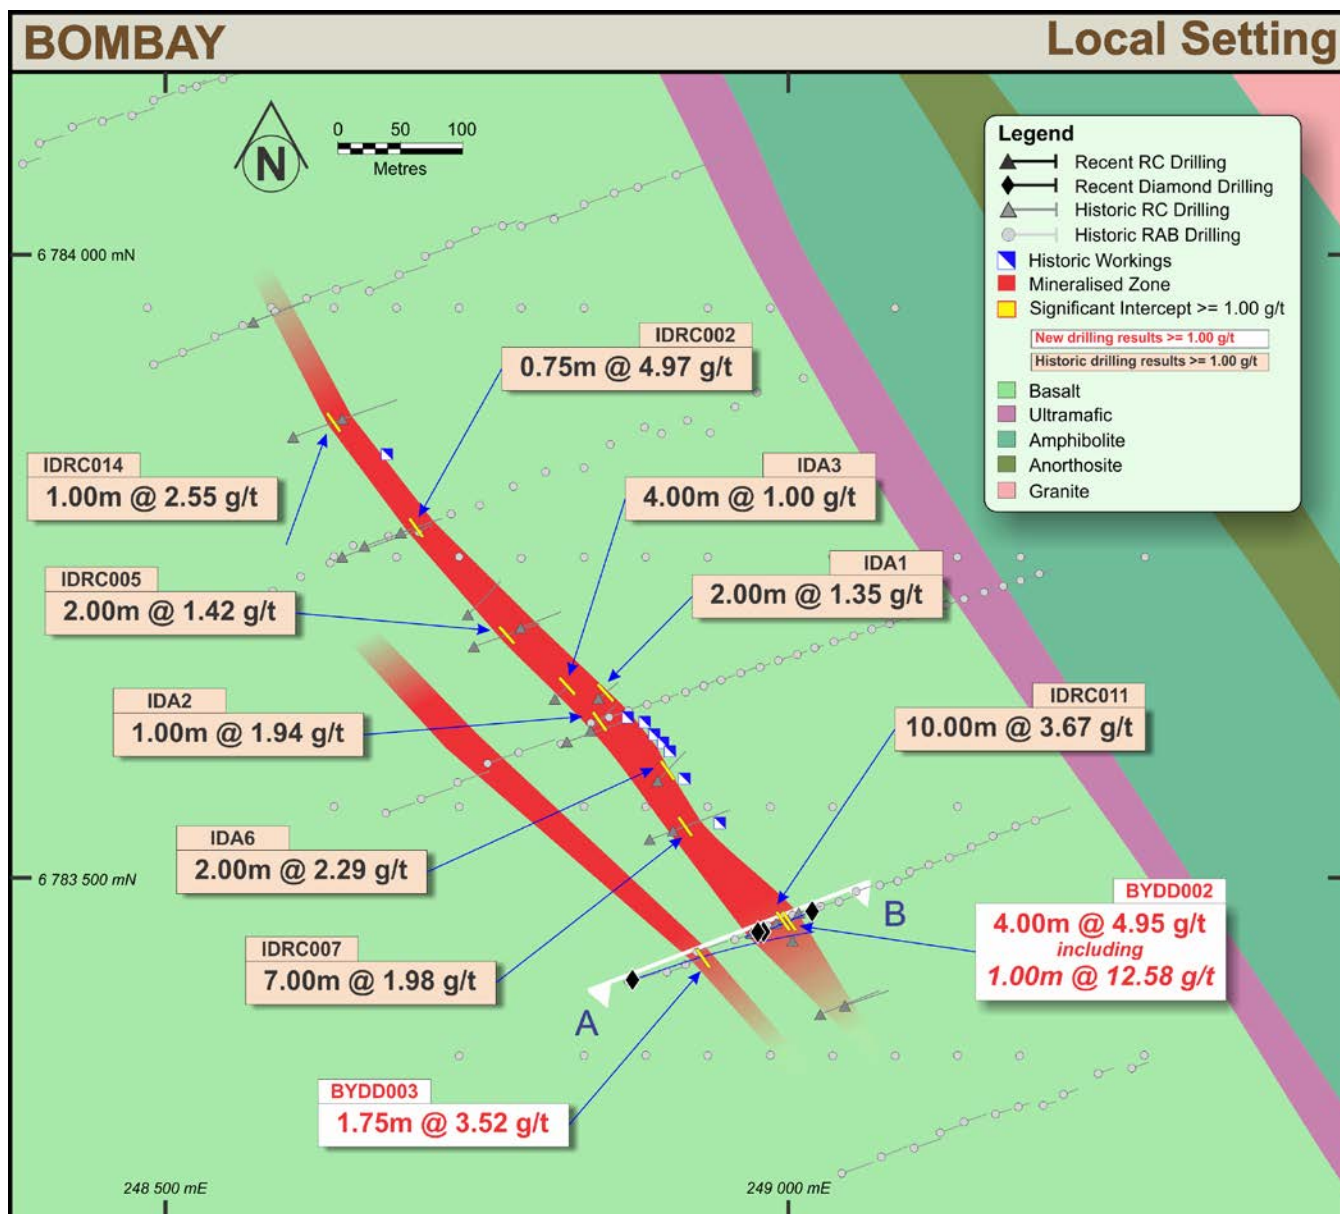 BOMBAY
Local Setting
N
0 50 100
Metres
Legend
Recent RC Drilling
Recent Diamond Drilling
Historic RC Drilling
Historic RAB Drilling
Historic Workings
Mineralised Zone
Significant Intercept >= 1.00 g/t
New drilling results >= 1.00 g/t
Historic drilling results >= 1.00 g/t
Basalt
Ultramafic
Amphibolite
Anorthosite
Granite
6 784 000 mN
IDRC002
0.75m @ 4.97 g/t
IDRC014
1.00m @ 2.55 g/t
IDA3
4.00m @ 1.00 g/t
IDRC005
2.00m @ 1.42 g/t
IDA1
2.00m @ 1.35 g/t
IDA2
1.00m @ 1.94 g/t
IDRC011
10.00m @ 3.67 g/t
IDA6
2.00m @ 2.29 g/t
6 783 500 mN
BYDD002
4.00m @ 4.95 g/t
including
1.00m @ 12.58 g/t
B
IDRC007
7.00m @ 1.98 g/t
A
BYDD003
1.75m @ 3.52 g/t
248 500 mE
249 000 mE